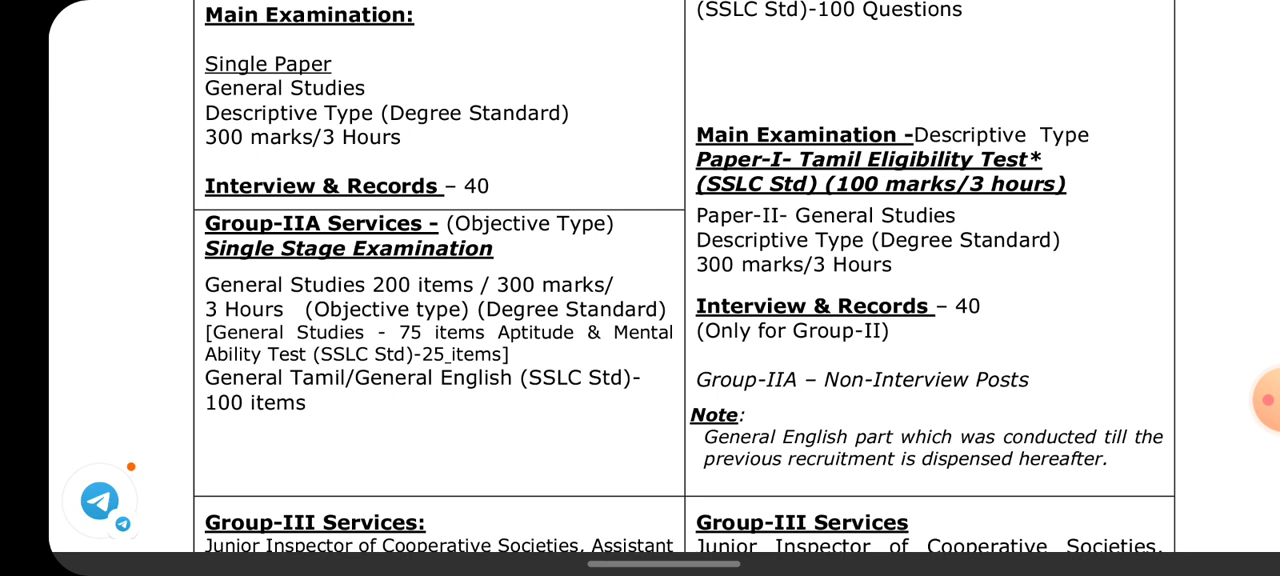 Main Examination:
Single Paper
General Studies
Descriptive Type (Degree Standard)
300 marks/3 Hours
Interview & Records – 40
Group-IIA Services - (Objective Type)
Single Stage Examination
General Studies 200 items / 300 marks/
3 Hours (Objective type) (Degree Standard)
[General Studies - 75 items Aptitude & Mental
Ability Test (SSLC Std)-25 items]
General Tamil/General English (SSLC Std)-
100 items
Group-III Services:
Junior Inspector of Cooperative Societies, Assistant
(SSLC Std)-100 Questions
Main Examination -Descriptive Type
Paper-I- Tamil Eligibility Test*
(SSLC Std) (100 marks/3 hours)
Paper-II- General Studies
Descriptive Type (Degree Standard)
300 marks/3 Hours
Interview & Records – 40
(Only for Group-II)
Group-IIA – Non-Interview Posts
Note:
General English part which was conducted till the
previous recruitment is dispensed hereafter.
Group-III Services
Junior Inspector of Cooperative Societies,